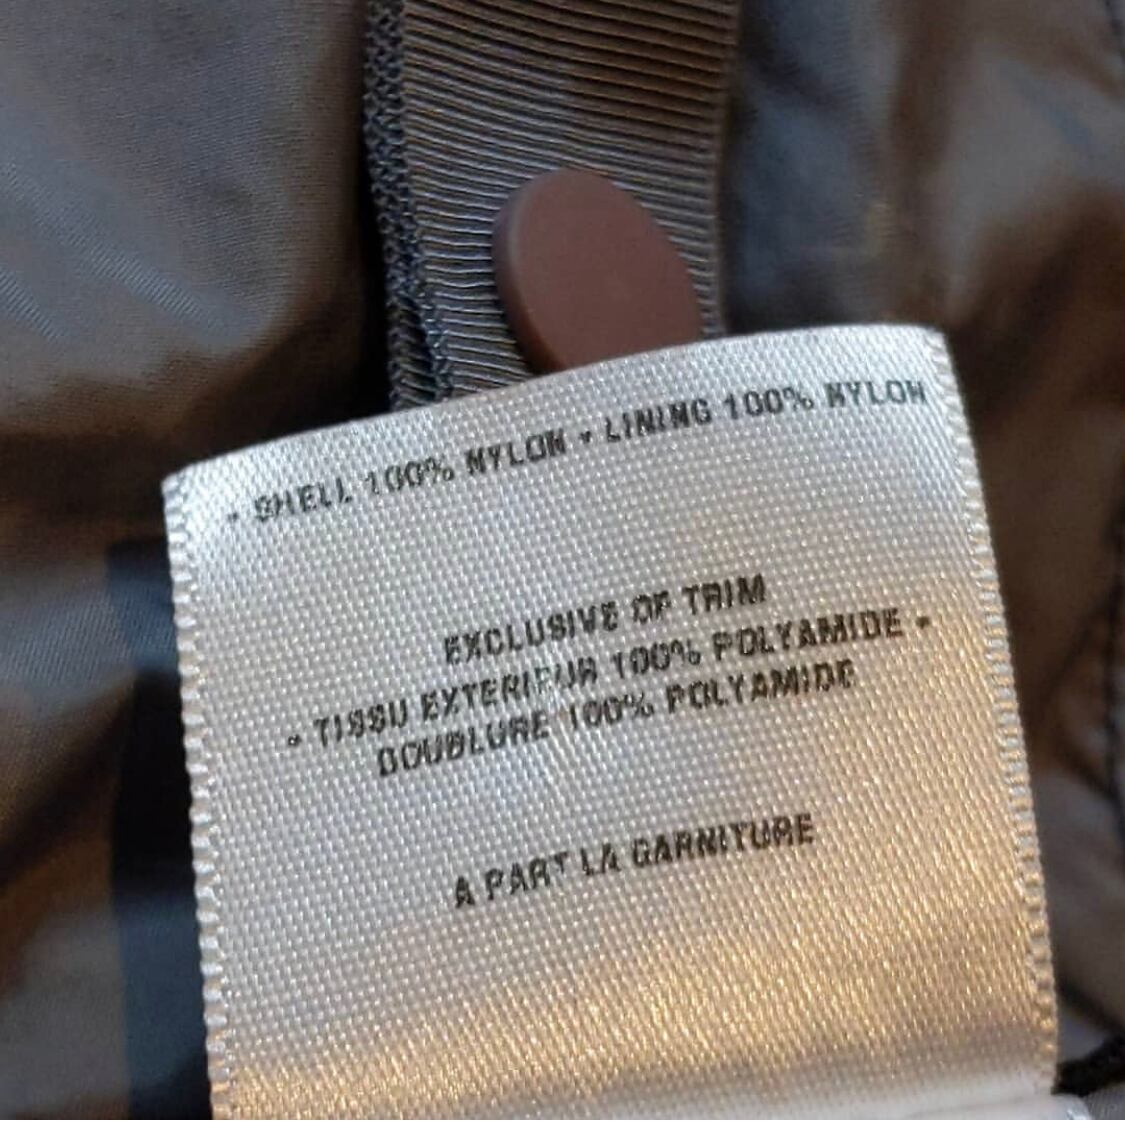 • SHELL 100% NYLON • LINING 100% NYLON
EXCLUSIVE OF TRIM
• TISSU EXTERIEUR 100% POLYAMIDE •
DOUBLURE 100% POLYAMIDE
A PART LA GARNITURE